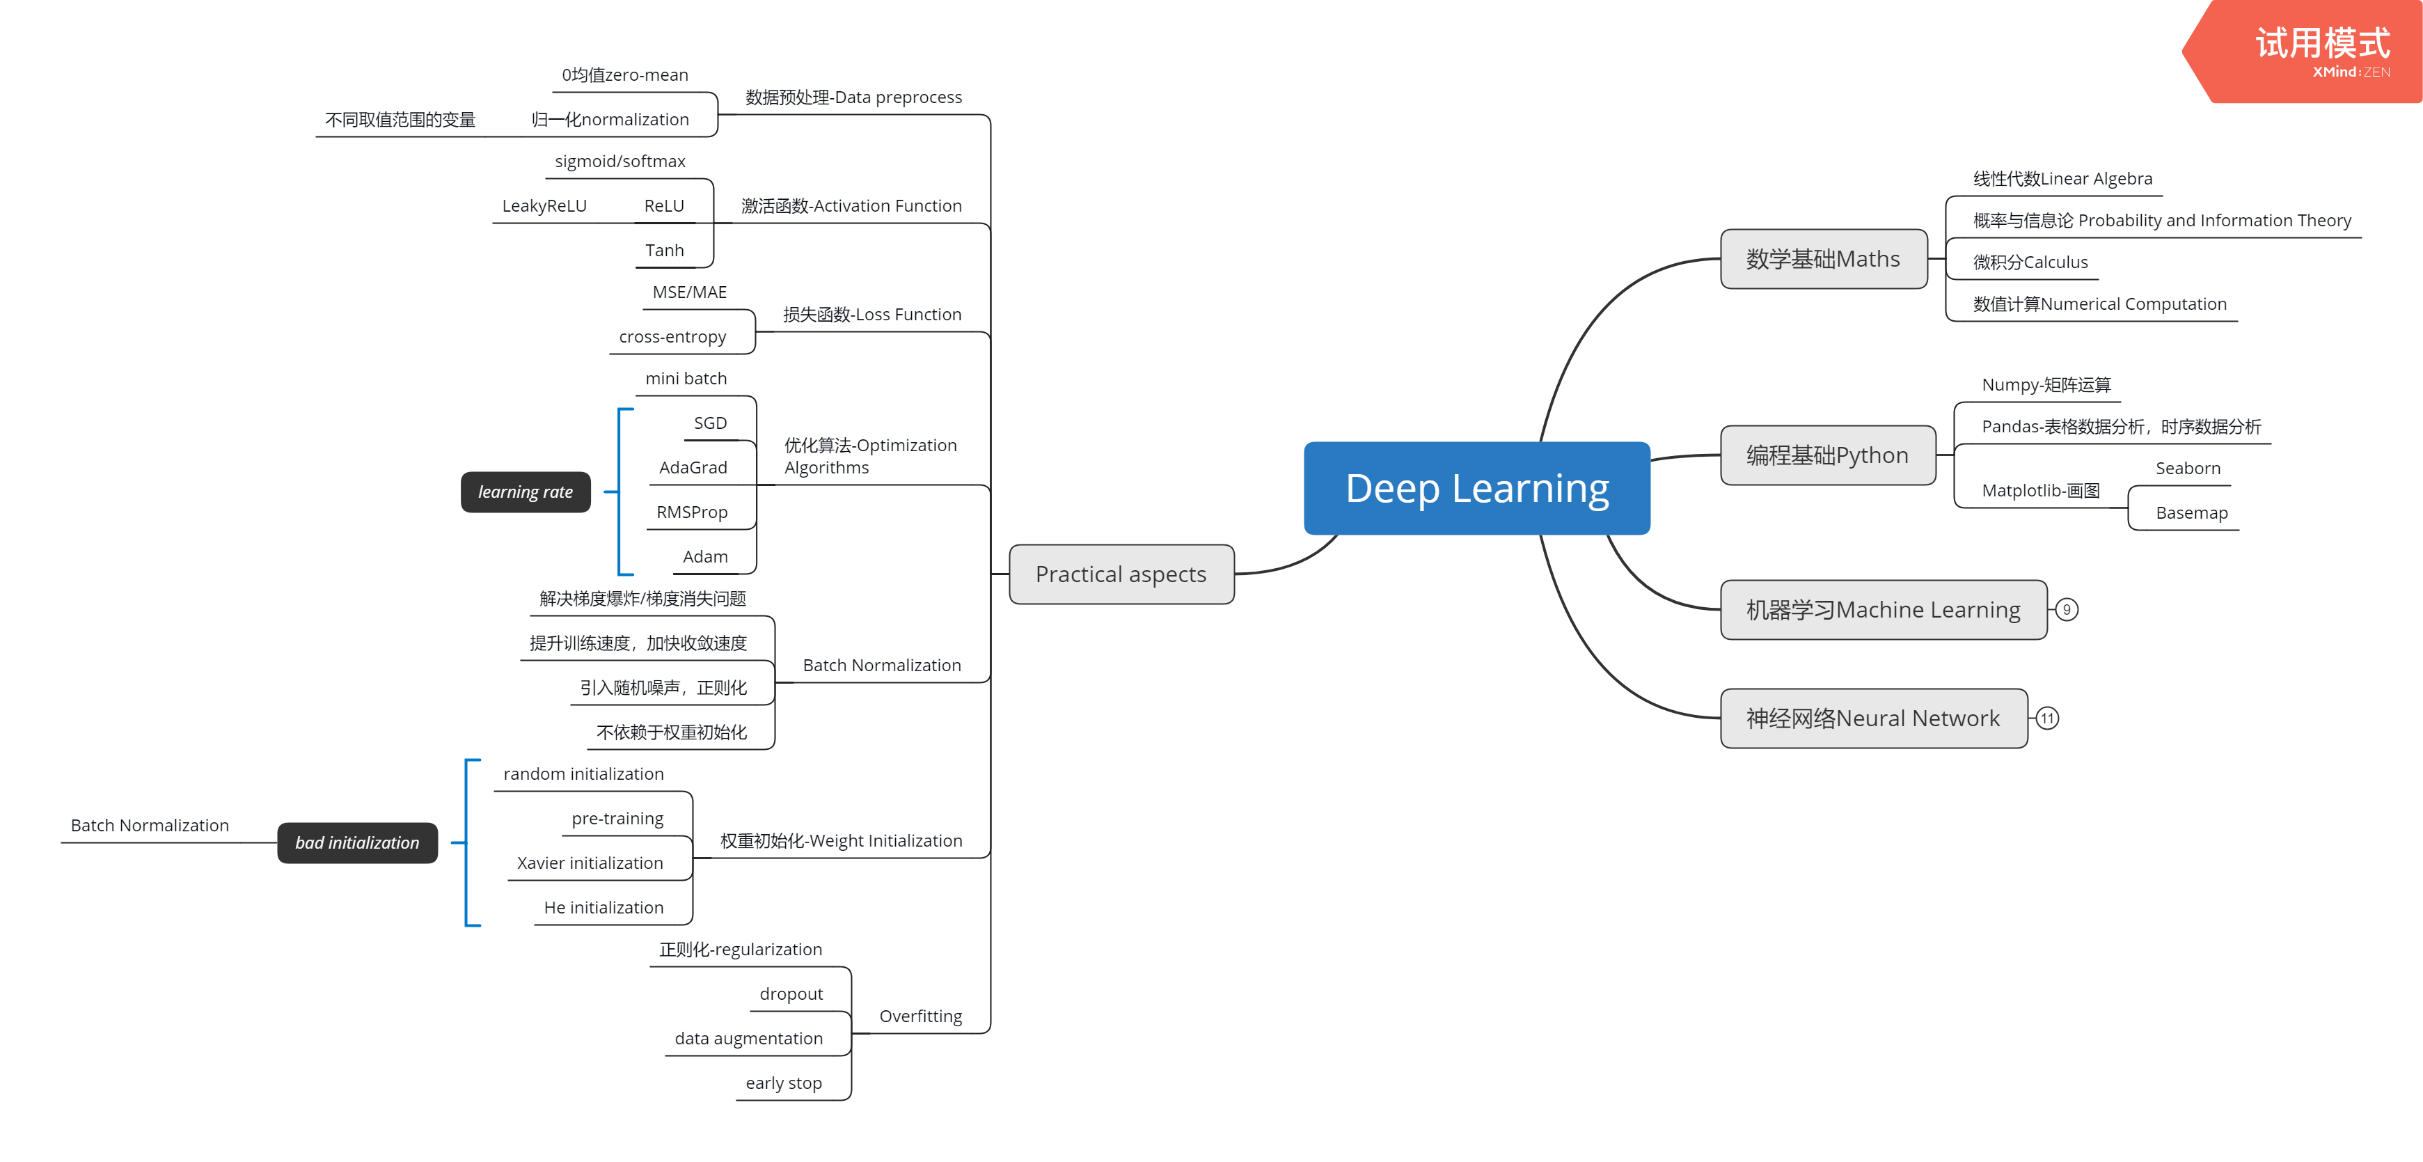 试用模式
XMind:ZEN
Deep Learning
数学基础Maths
线性代数Linear Algebra
概率与信息论 Probability and Information Theory
微积分Calculus
数值计算Numerical Computation
编程基础Python
Numpy-矩阵运算
Pandas-表格数据分析，时序数据分析
Matplotlib-画图
Seaborn
Basemap
机器学习Machine Learning
9
神经网络Neural Network
11
Practical aspects
数据预处理-Data preprocess
0均值zero-mean
归一化normalization
不同取值范围的变量
激活函数-Activation Function
sigmoid/softmax
ReLU
LeakyReLU
Tanh
损失函数-Loss Function
MSE/MAE
cross-entropy
优化算法-Optimization
Algorithms
mini batch
SGD
AdaGrad
RMSProp
Adam
learning rate
Batch Normalization
解决梯度爆炸/梯度消失问题
提升训练速度，加快收敛速度
引入随机噪声，正则化
不依赖于权重初始化
权重初始化-Weight Initialization
random initialization
pre-training
Xavier initialization
He initialization
bad initialization
Batch Normalization
Overfitting
正则化-regularization
dropout
data augmentation
early stop